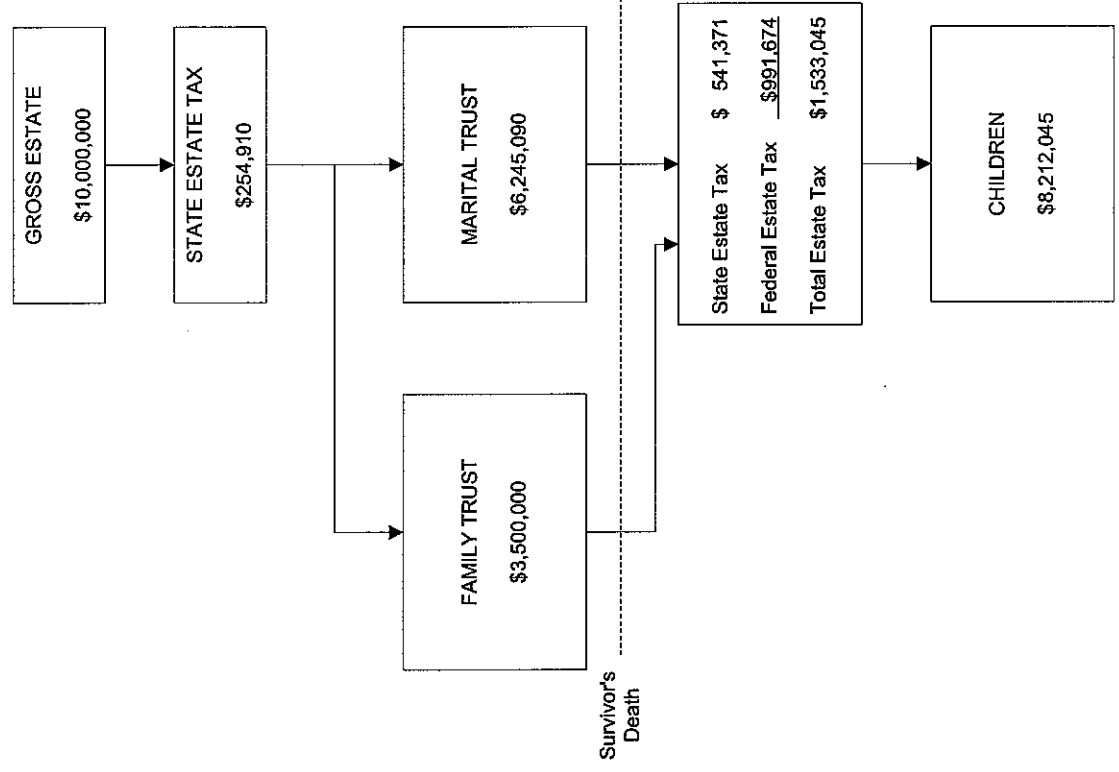 GROSS ESTATE
$10,000,000
STATE ESTATE TAX
$254,910
FAMILY TRUST
$3,500,000
MARITAL TRUST
$6,245,090
Survivor's
Death
State Estate Tax $ 541,371
Federal Estate Tax $991,674
Total Estate Tax $1,533,045
CHILDREN
$8,212,045